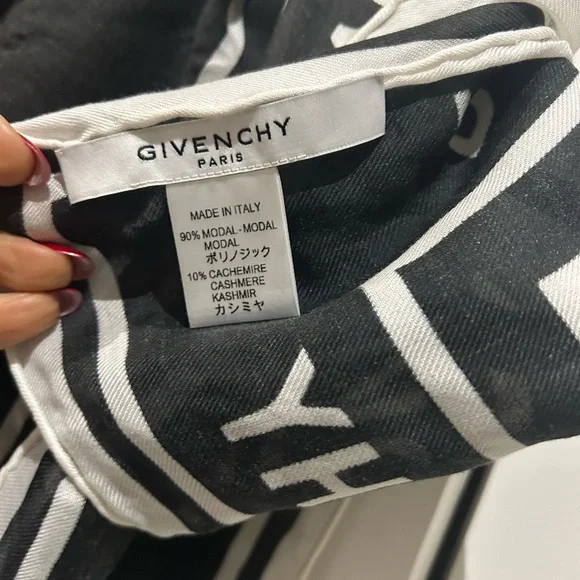 GIVENCHY
PARIS
MADE IN ITALY
90% MODAL - MODAL
MODAL
ポリノジック
10% CACHEMIRE
CASHMERE
KASHMIR
カシミヤ
YH